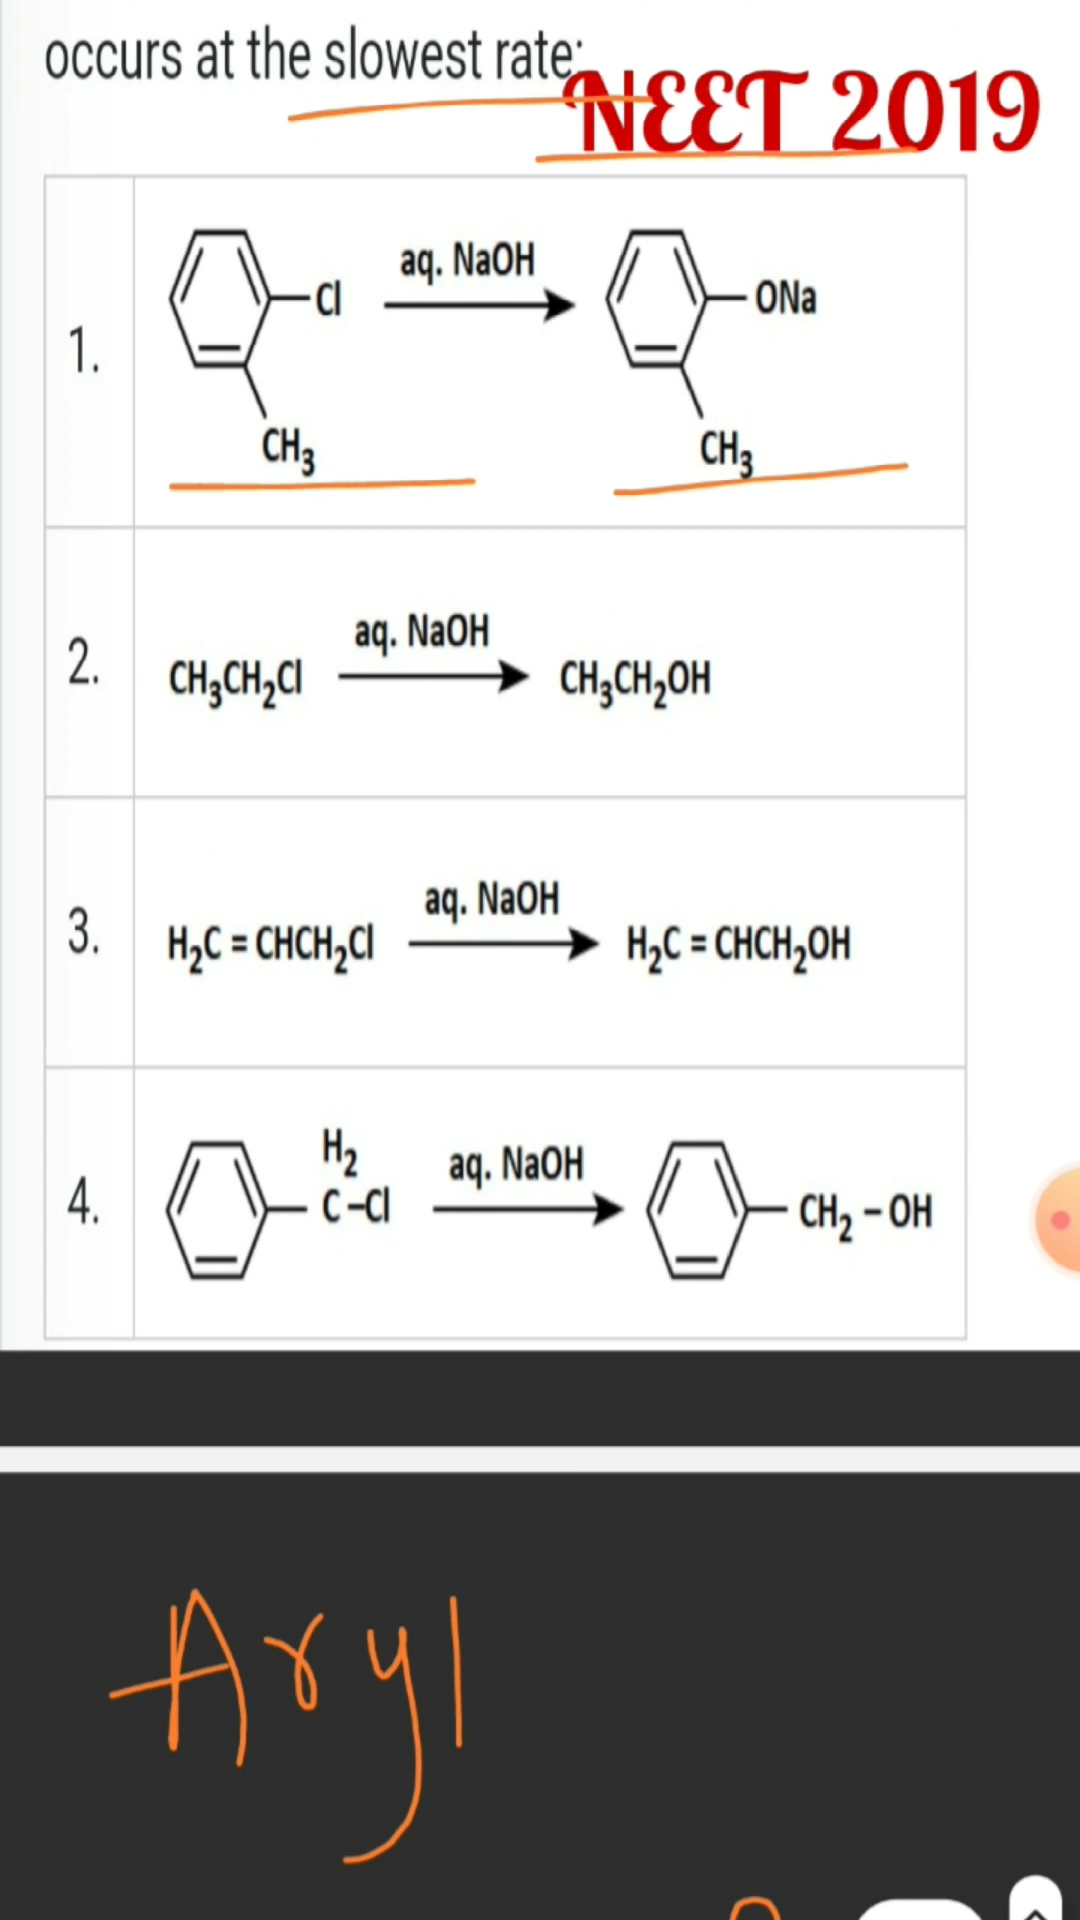 occurs at the slowest rate:
NEET 2019
1.
Cl
aq. NaOH
ONa
CH₃
CH₃
2.
CH₃CH₂Cl
aq. NaOH
CH₃CH₂OH
3.
H₂C = CHCH₂Cl
aq. NaOH
H₂C = CHCH₂OH
4.
H₂
C-Cl
aq. NaOH
CH₂ - OH
Aryl